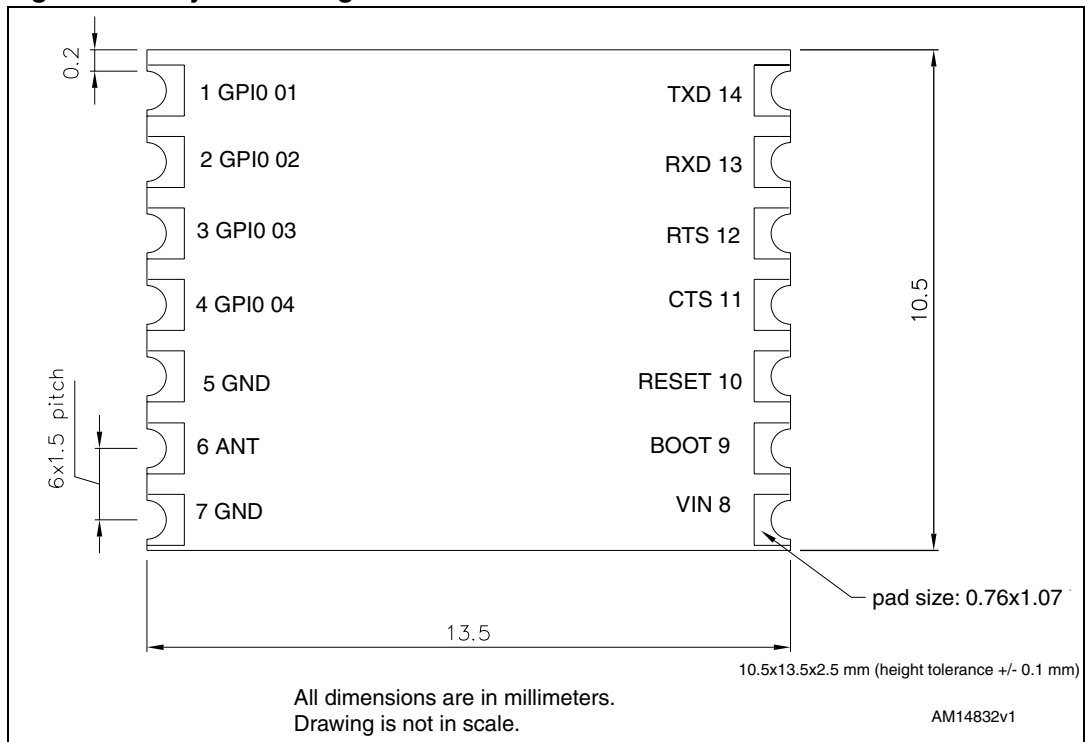 0.2
1 GPI0 01
TXD 14
2 GPI0 02
RXD 13
3 GPI0 03
RTS 12
4 GPI0 04
CTS 11
10.5
5 GND
RESET 10
6x1.5 pitch
6 ANT
BOOT 9
7 GND
VIN 8
pad size: 0.76x1.07
13.5
10.5x13.5x2.5 mm (height tolerance +/- 0.1 mm)
All dimensions are in millimeters.
Drawing is not in scale.
AM14832v1